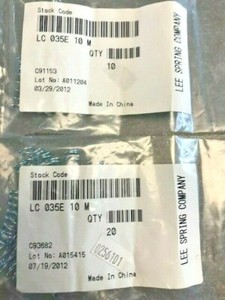 Stock Code
LC 035E 10 M
QTY
10
C91153
Lot No: A011204
03/29/2012
Made In China
LEE SPRING COMPANY
Stock Code
LC 035E 10 M
QTY
20
C93682
Lot No: A015415
07/19/2012
0256101
Made In China
LEE SPRING COMPANY